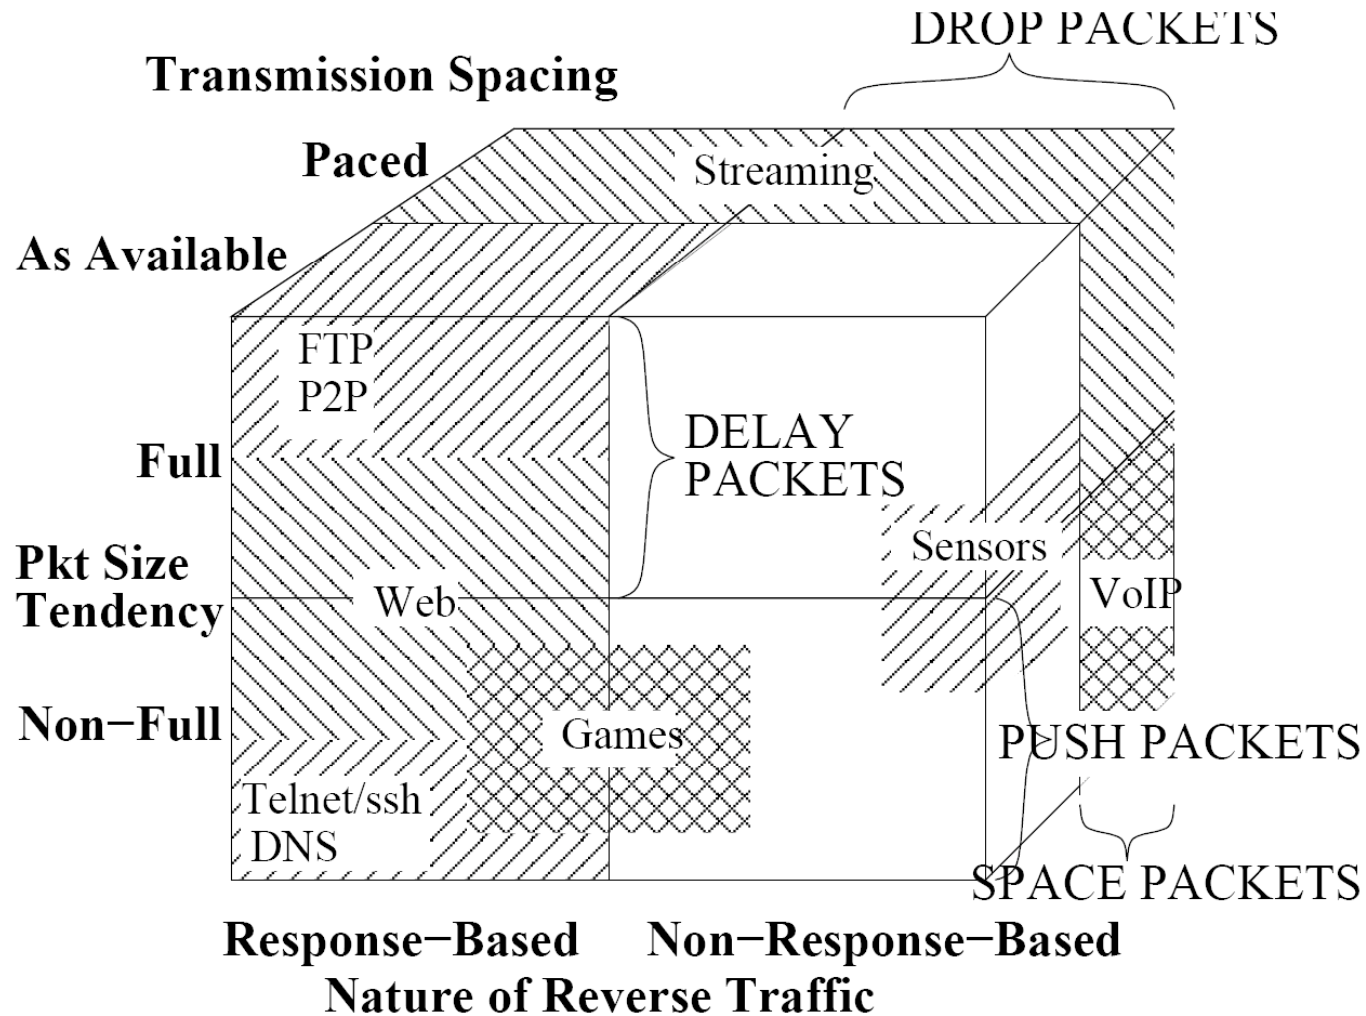 DROP PACKETS
Transmission Spacing
Paced
Streaming
As Available
FTP
P2P
DELAY
PACKETS
Full
Sensors
Pkt Size
Tendency
Web
VoIP
Non−Full
Games
PUSH PACKETS
Telnet/ssh
DNS
SPACE PACKETS
Response−Based
Non−Response−Based
Nature of Reverse Traffic